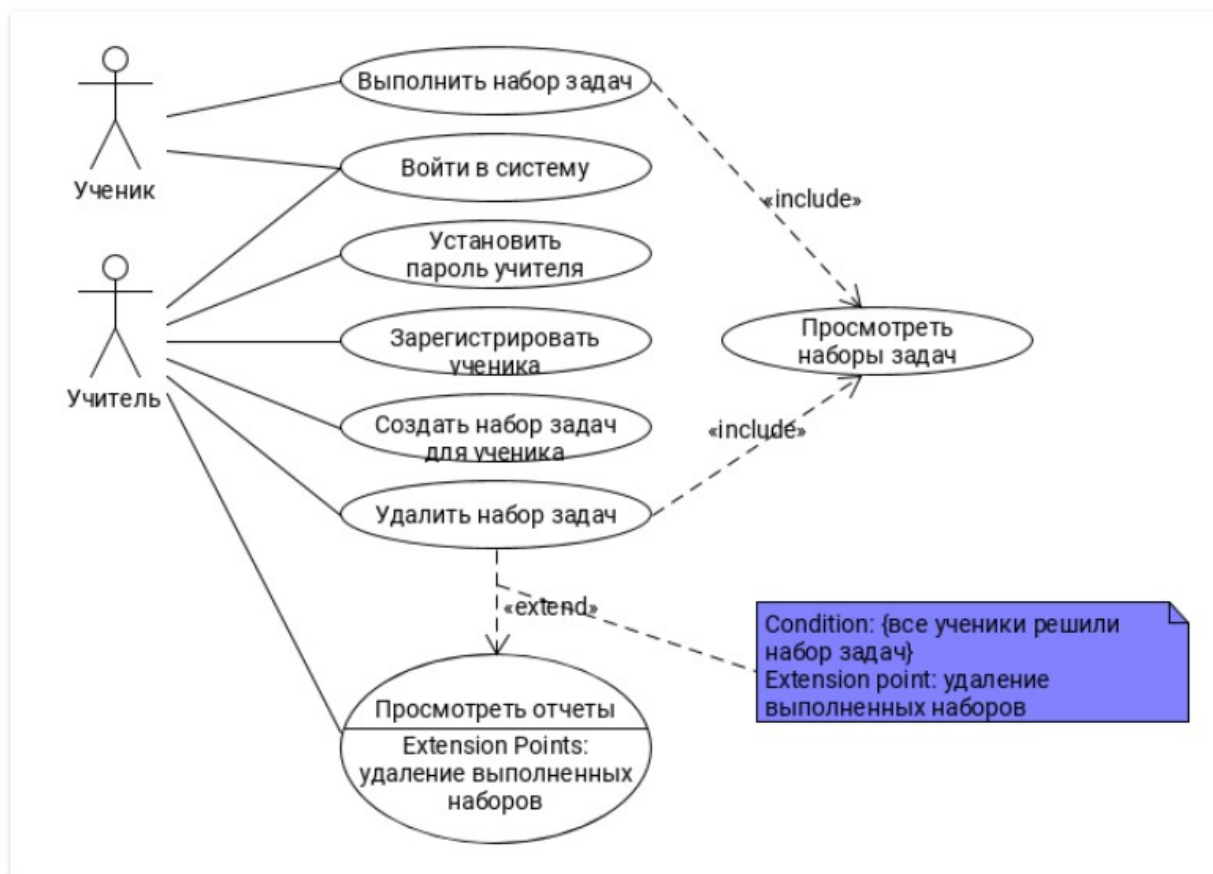 Выполнить набор задач
Войти в систему
Ученик
«include»
Установить
пароль учителя
Зарегистрировать
ученика
Просмотреть
наборы задач
Учитель
Создать набор задач
для ученика
«include»
Удалить набор задач
«extend»
Condition: {все ученики решили
набор задач}
Extension point: удаление
выполненных наборов
Просмотреть отчеты
Extension Points:
удаление выполненных
наборов